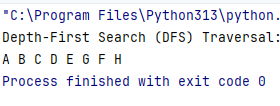 "C:\Program Files\Python313\python.
Depth-First Search (DFS) Traversal:
A B C D E G F H
Process finished with exit code 0